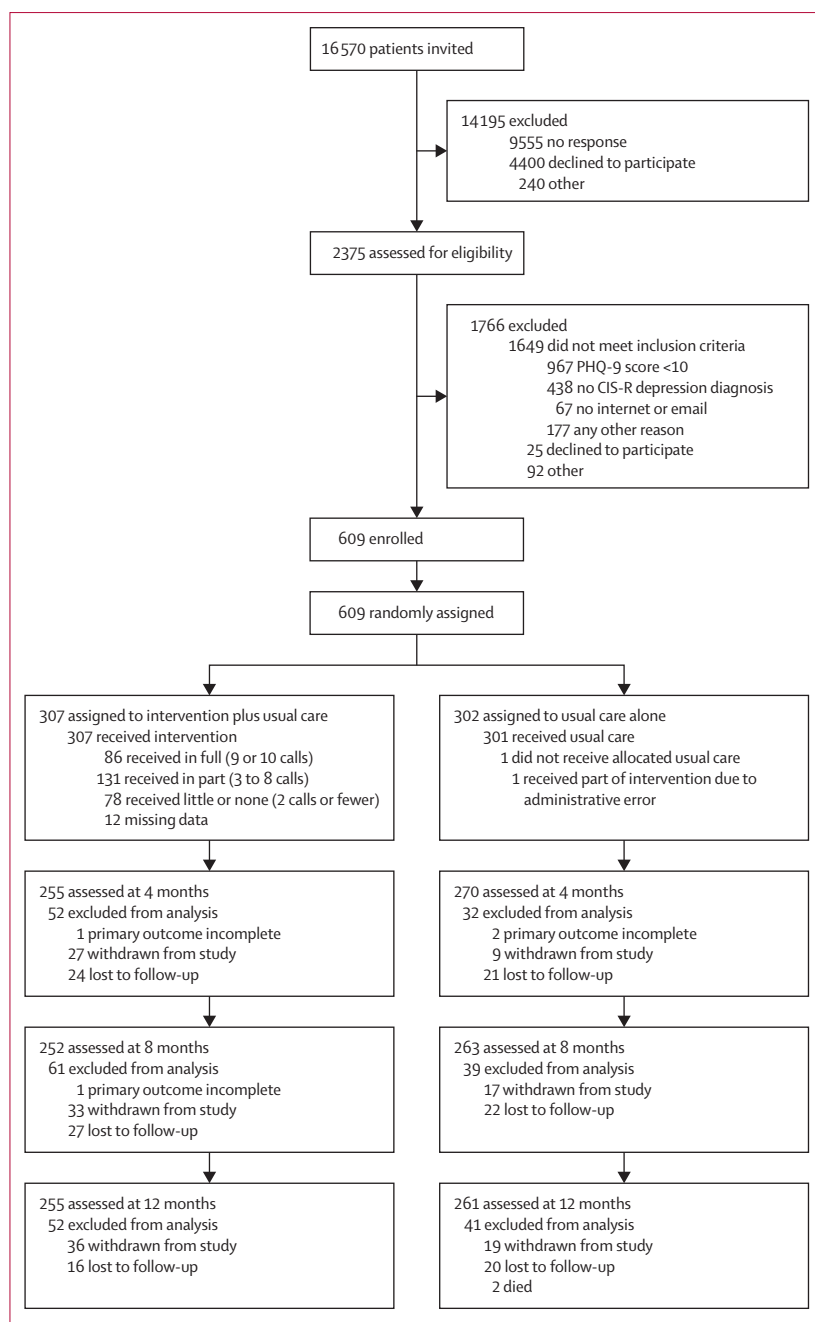 16 570 patients invited
14 195 excluded
9555 no response
4400 declined to participate
240 other
2375 assessed for eligibility
1766 excluded
1649 did not meet inclusion criteria
967 PHQ-9 score <10
438 no CIS-R depression diagnosis
67 no internet or email
177 any other reason
25 declined to participate
92 other
609 enrolled
609 randomly assigned
307 assigned to intervention plus usual care
307 received intervention
86 received in full (9 or 10 calls)
131 received in part (3 to 8 calls)
78 received little or none (2 calls or fewer)
12 missing data
302 assigned to usual care alone
301 received usual care
1 did not receive allocated usual care
1 received part of intervention due to
administrative error
255 assessed at 4 months
52 excluded from analysis
1 primary outcome incomplete
27 withdrawn from study
24 lost to follow-up
270 assessed at 4 months
32 excluded from analysis
2 primary outcome incomplete
9 withdrawn from study
21 lost to follow-up
252 assessed at 8 months
61 excluded from analysis
1 primary outcome incomplete
33 withdrawn from study
27 lost to follow-up
263 assessed at 8 months
39 excluded from analysis
17 withdrawn from study
22 lost to follow-up
255 assessed at 12 months
52 excluded from analysis
36 withdrawn from study
16 lost to follow-up
261 assessed at 12 months
41 excluded from analysis
19 withdrawn from study
20 lost to follow-up
2 died